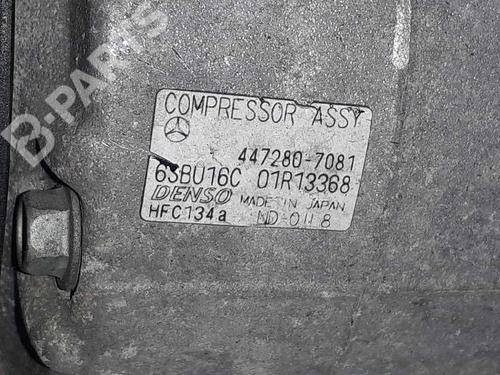 B-PARTS
COMPRESSOR ASSY
447280-7081
6SBU16C 01R13368
DENSO MADE IN JAPAN
HFC134a ND-OIL8